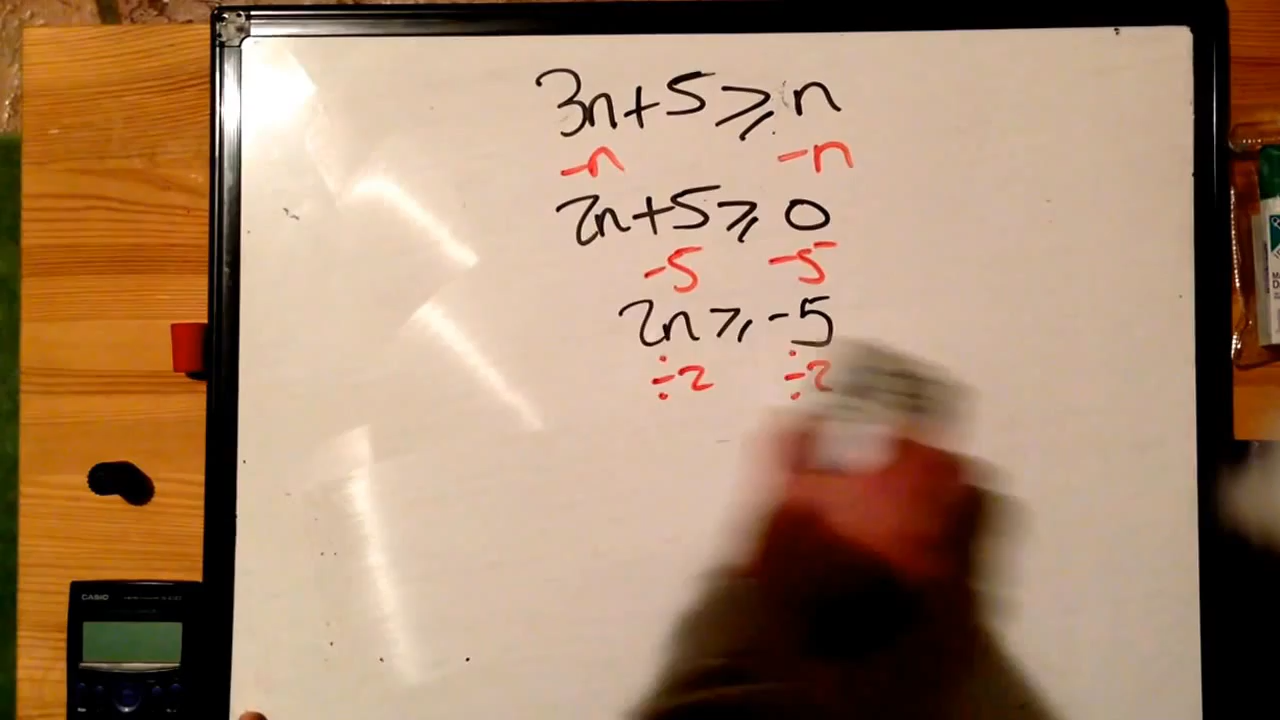 3n+5⩾n
-n -n
2n+5⩾0
-5 -5
2n⩾-5
÷2 ÷2
CASIO